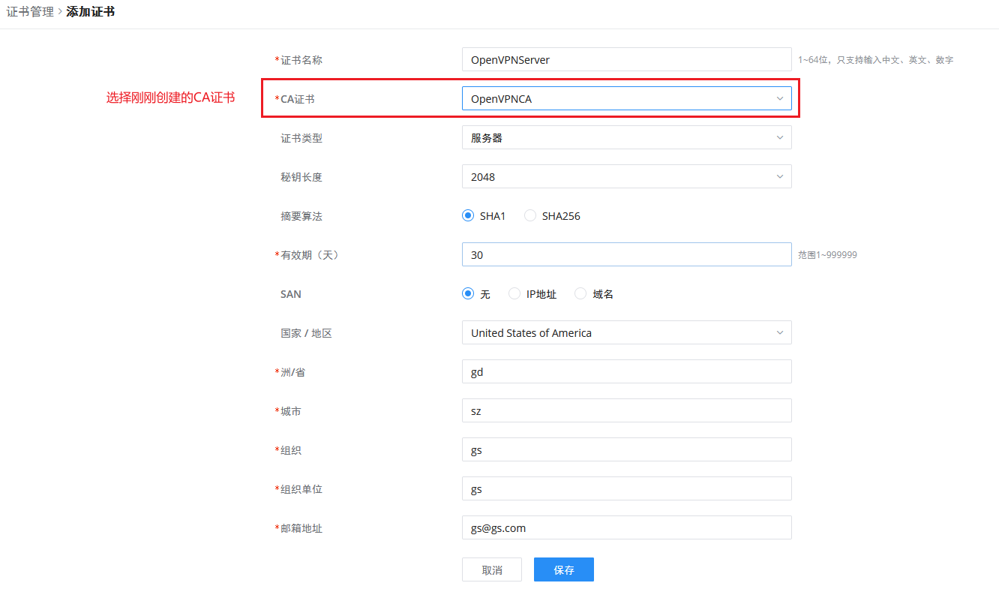 证书管理 › 添加证书
*证书名称 OpenVPNServer 1~64位，只支持输入中文、英文、数字
选择刚刚创建的CA证书 *CA证书 OpenVPNCA
证书类型 服务器
秘钥长度 2048
摘要算法 SHA1 SHA256
*有效期（天） 30 范围1~999999
SAN 无 IP地址 域名
国家 / 地区 United States of America
*洲/省 gd
*城市 sz
*组织 gs
*组织单位 gs
*邮箱地址 gs@gs.com
取消 保存